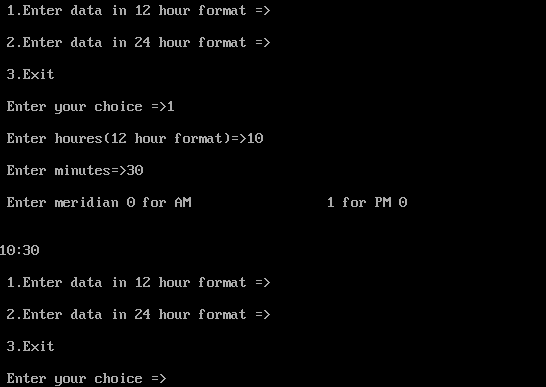 1.Enter data in 12 hour format =>
2.Enter data in 24 hour format =>
3.Exit
Enter your choice =>1
Enter houres(12 hour format)=>10
Enter minutes=>30
Enter meridian 0 for AM                 1 for PM 0
10:30
1.Enter data in 12 hour format =>
2.Enter data in 24 hour format =>
3.Exit
Enter your choice =>